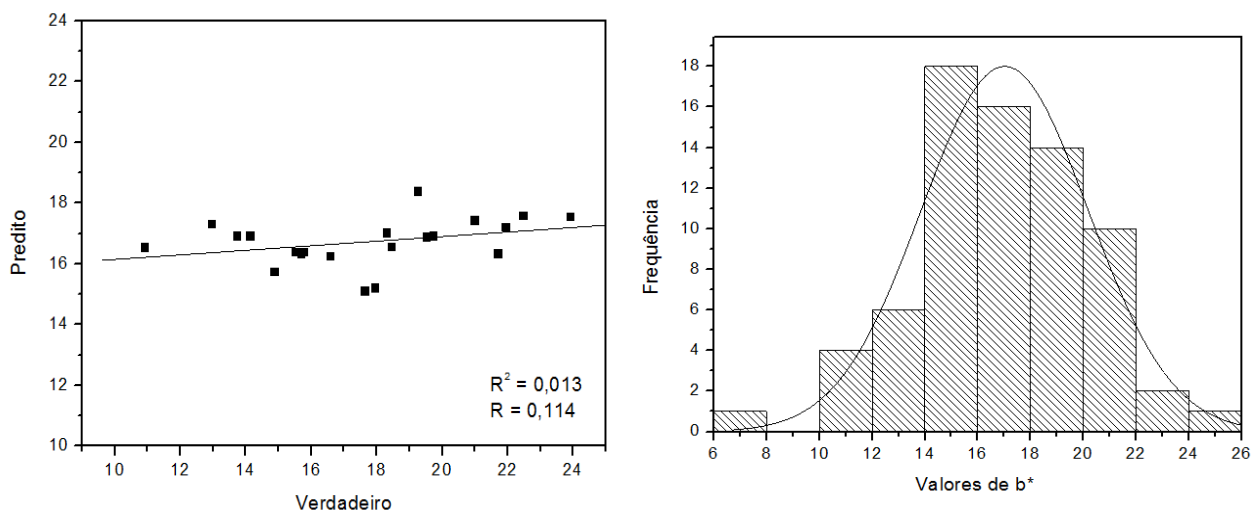 24
22
20
18
16
14
12
10
Predito
R² = 0,013
R = 0,114
10 12 14 16 18 20 22 24
Verdadeiro
18
16
14
12
10
8
6
4
2
0
Frequência
6 8 10 12 14 16 18 20 22 24 26
Valores de b*